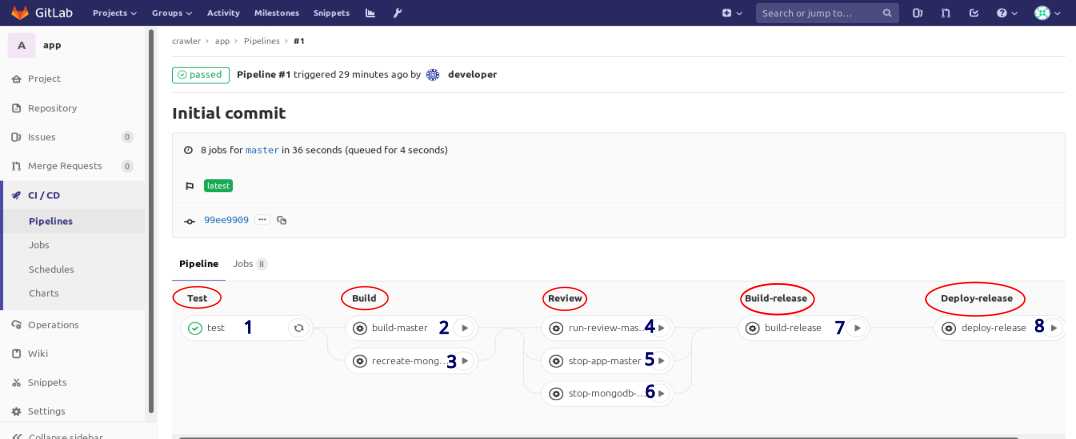 GitLab Projects Groups Activity Milestones Snippets Search or jump to...
A app
crawler > app > Pipelines > #1
passed Pipeline #1 triggered 29 minutes ago by developer
Project
Repository
Issues 0
Merge Requests 0
CI / CD
Pipelines
Jobs
Schedules
Charts
Operations
Wiki
Snippets
Settings
Collapse sidebar
Initial commit
8 jobs for master in 36 seconds (queued for 4 seconds)
latest
99ee9909 ...
Pipeline Jobs 8
Test Build Review Build-release Deploy-release
test 1 build-master 2 run-review-mas... 4 build-release 7 deploy-release 8
recreate-mong... 3 stop-app-master 5
stop-mongodb-... 6